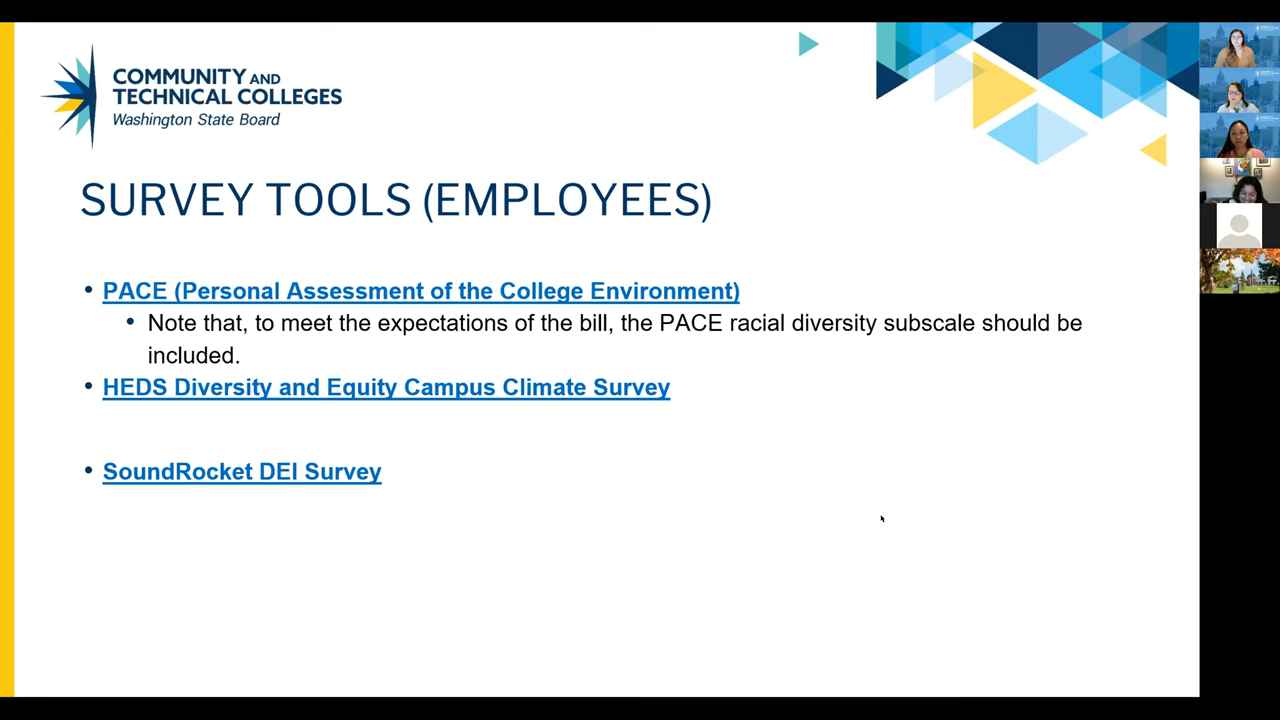 COMMUNITY AND
TECHNICAL COLLEGES
Washington State Board
SURVEY TOOLS (EMPLOYEES)
• PACE (Personal Assessment of the College Environment)
• Note that, to meet the expectations of the bill, the PACE racial diversity subscale should be
included.
• HEDS Diversity and Equity Campus Climate Survey
• SoundRocket DEI Survey